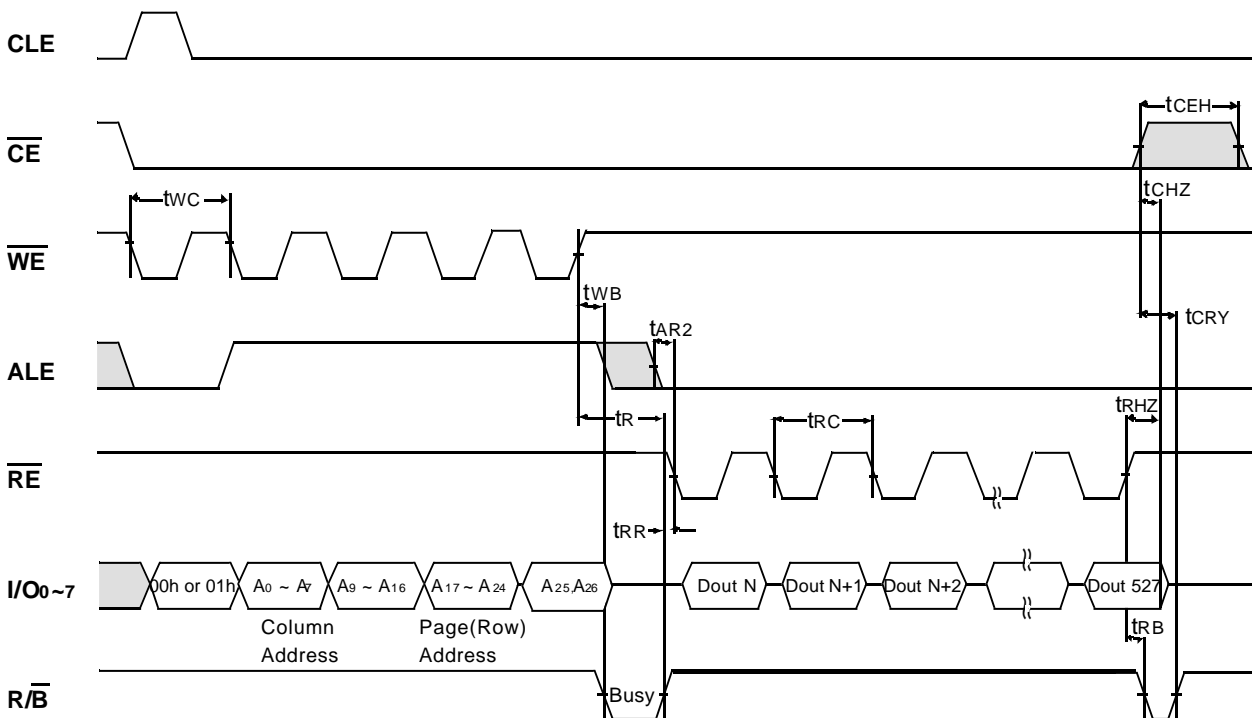 CLE
tCEH
CE
tWC
tCHZ
WE
tWB
tAR2
tCRY
ALE
tR
tRC
tRHZ
RE
tRR
I/O0~7
00h or 01h
A0 ~ A7
A9 ~ A16
A17 ~ A24
A25,A26
Dout N
Dout N+1
Dout N+2
Dout 527
Column
Address
Page(Row)
Address
tRB
R/B
Busy